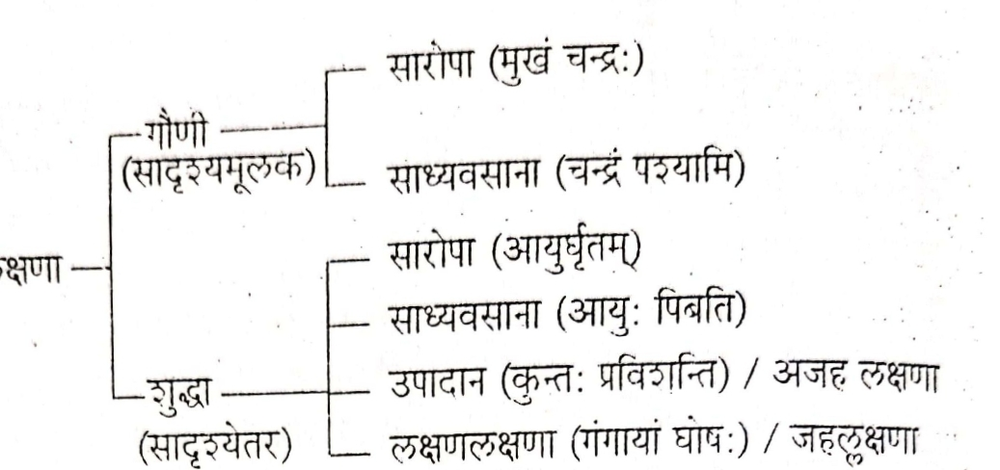 सारोपा (मुखं चन्द्र:)
गौणी
(सादृश्यमूलक)
साध्यवसाना (चन्द्रं पश्यामि)
सारोपा (आयुर्घृतम्)
क्षणा
साध्यवसाना (आयु: पिबति)
शुद्धा
(सादृश्येतर)
उपादान (कुन्त: प्रविशन्ति) / अजह लक्षणा
लक्षणलक्षणा (गंगायां घोष:) / जहल्लक्षणा